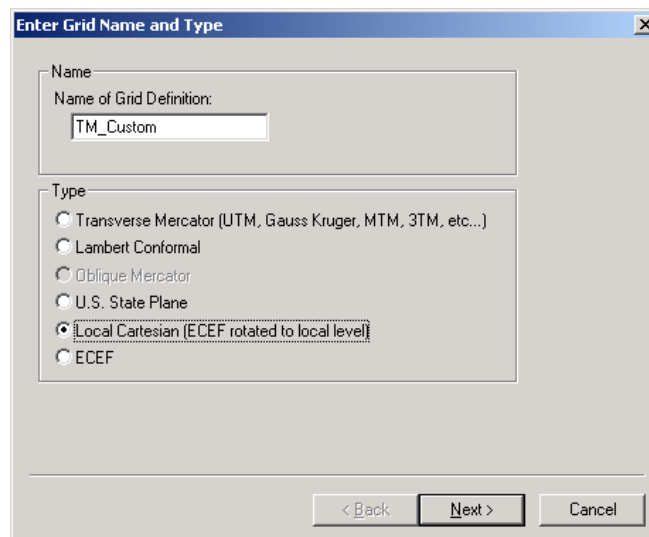 Enter Grid Name and Type
Name
Name of Grid Definition:
TM_Custom
Type
Transverse Mercator (UTM, Gauss Kruger, MTM, 3TM, etc...)
Lambert Conformal
Oblique Mercator
U.S. State Plane
Local Cartesian (ECEF rotated to local level)
ECEF
< Back
Next >
Cancel